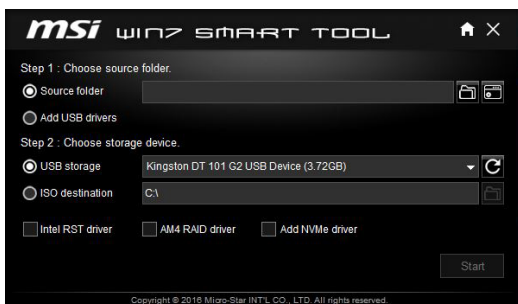 msi WIN7 SMART TOOL
Step 1 : Choose source folder.
Source folder
Add USB drivers
Step 2 : Choose storage device.
USB storage Kingston DT 101 G2 USB Device (3.72GB)
ISO destination C:\
Intel RST driver AM4 RAID driver Add NVMe driver
Start
Copyright © 2016 Micro-Star INT'L CO., LTD. All rights reserved.